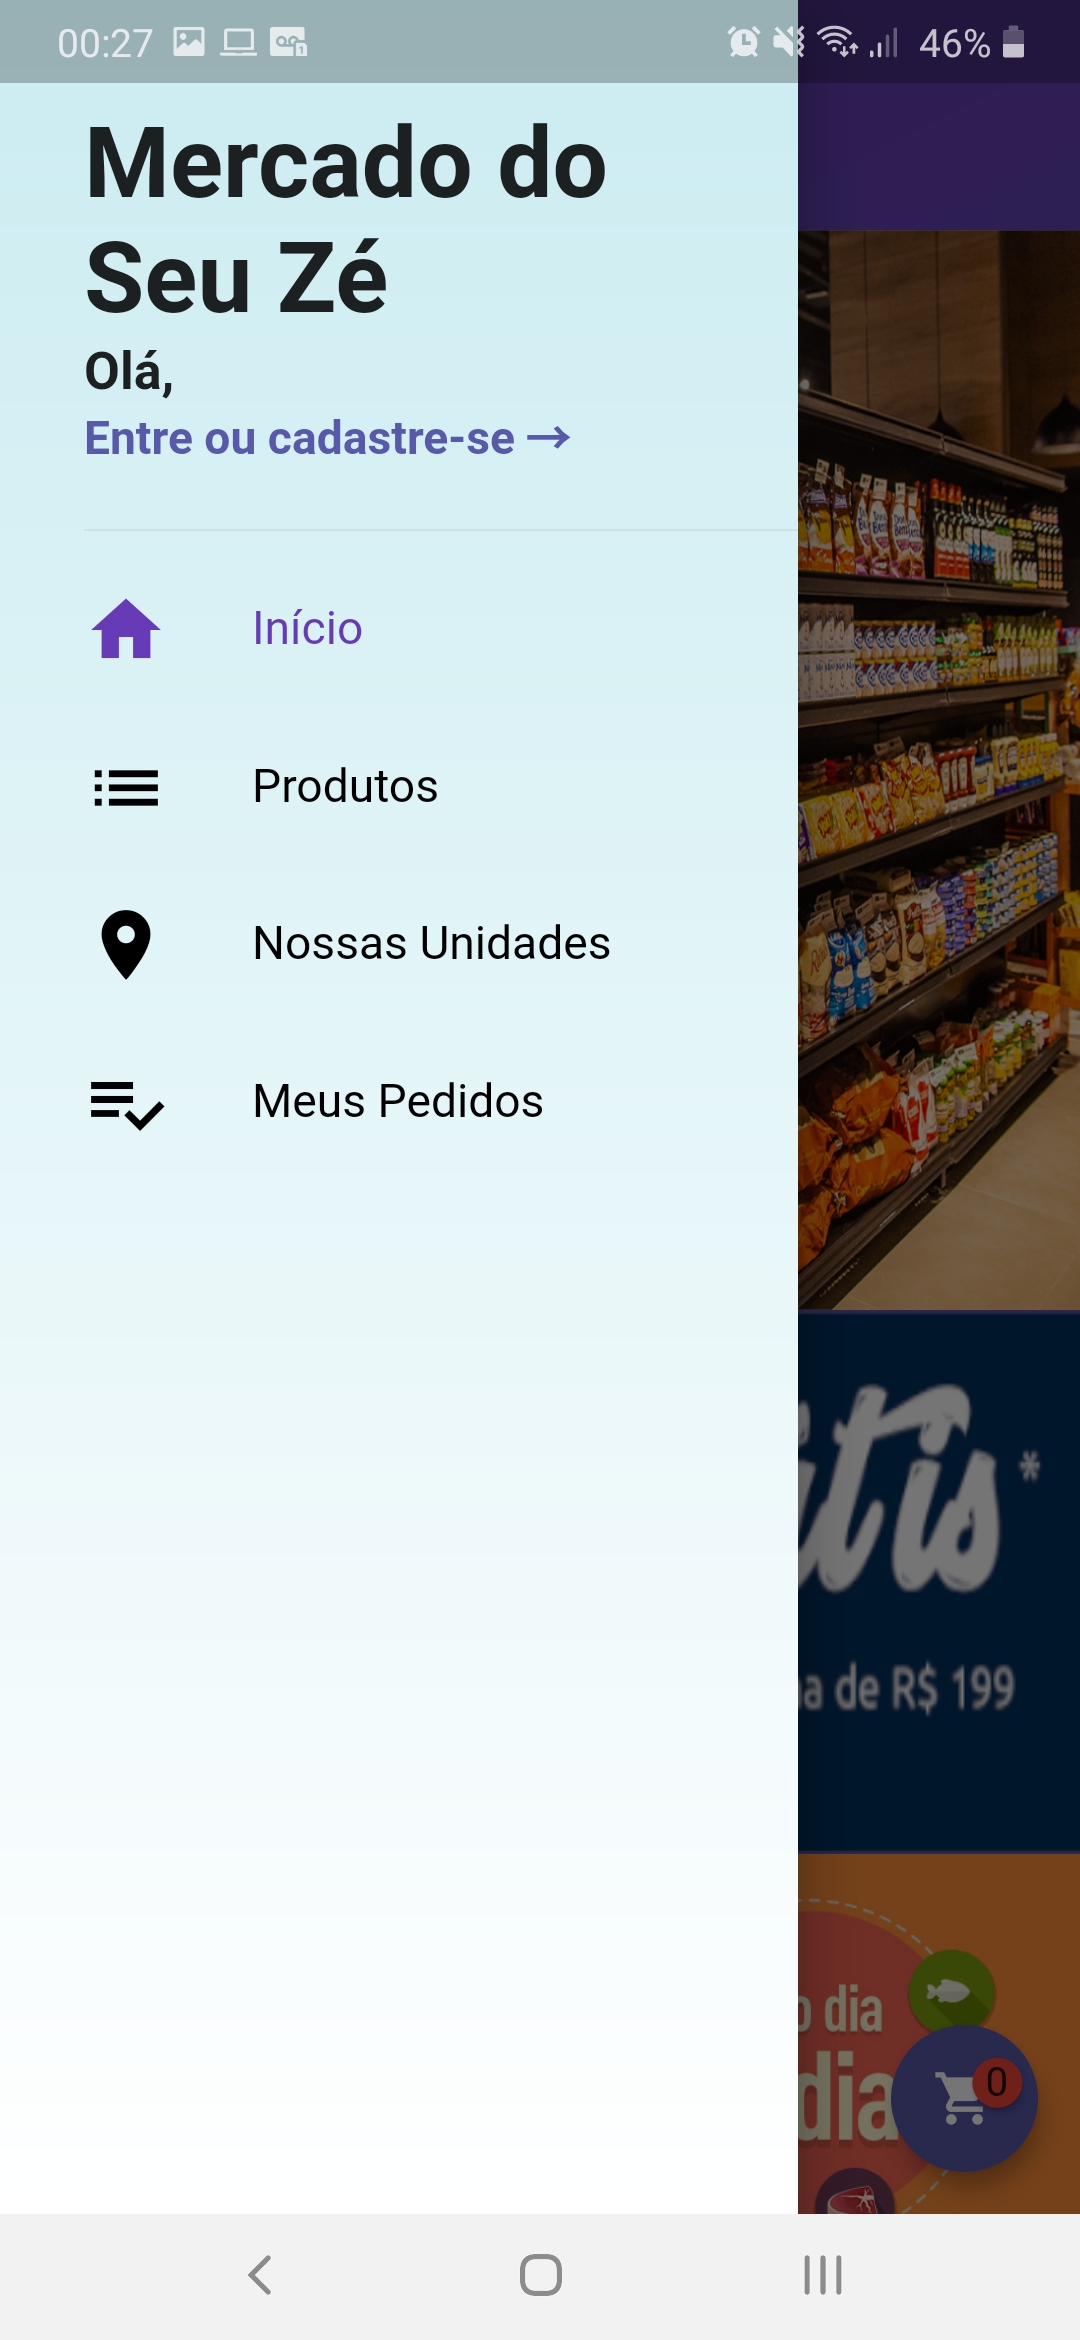 00:27
46%
Mercado do
Seu Zé
Olá,
Entre ou cadastre-se →
Início
Produtos
Nossas Unidades
Meus Pedidos
tis*
a de R$ 199
o dia
dia
0